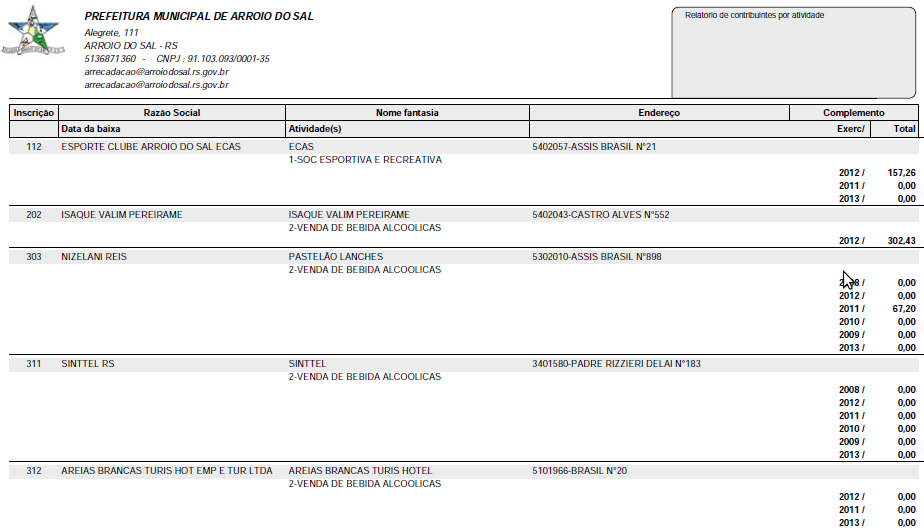 PREFEITURA MUNICIPAL DE ARROIO DO SAL
Alegrete, 111
ARROIO DO SAL - RS
5136871360 - CNPJ : 91.103.093/0001-35
arrecadacao@arroiodosal.rs.gov.br
arrecadacao@arroiodosal.rs.gov.br
Relatorio de contribuintes por atividade
Inscrição Razão Social Nome fantasia Endereço Complemento
Data da baixa Atividade(s) Exerc/ Total
112 ESPORTE CLUBE ARROIO DO SAL ECAS ECAS 5402057-ASSIS BRASIL Nº21
1-SOC ESPORTIVA E RECREATIVA
2012 / 157,26
2011 / 0,00
2013 / 0,00
202 ISAQUE VALIM PEREIRAME ISAQUE VALIM PEREIRAME 5402043-CASTRO ALVES Nº552
2-VENDA DE BEBIDA ALCOOLICAS
2012 / 302,43
303 NIZELANI REIS PASTELÃO LANCHES 5302010-ASSIS BRASIL Nº898
2-VENDA DE BEBIDA ALCOOLICAS
/ 0,00
2012 / 0,00
2011 / 67,20
2010 / 0,00
2009 / 0,00
2013 / 0,00
311 SINTTEL RS SINTTEL 3401580-PADRE RIZZIERI DELAI Nº183
2-VENDA DE BEBIDA ALCOOLICAS
2008 / 0,00
2012 / 0,00
2011 / 0,00
2010 / 0,00
2009 / 0,00
2013 / 0,00
312 AREIAS BRANCAS TURIS HOT EMP E TUR LTDA AREIAS BRANCAS TURIS HOTEL 5101966-BRASIL Nº20
2-VENDA DE BEBIDA ALCOOLICAS
2012 / 0,00
2011 / 0,00
2013 / 0,00